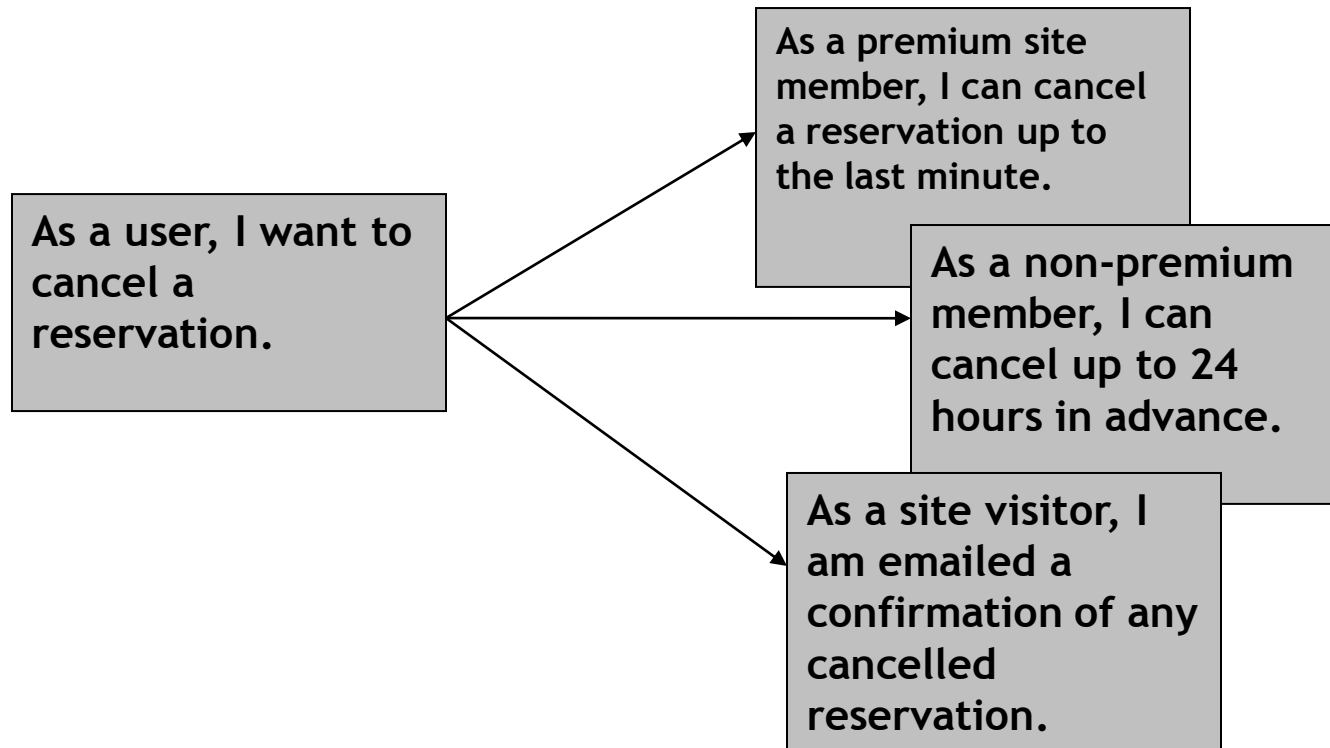 As a user, I want to
cancel a
reservation.
As a premium site
member, I can cancel
a reservation up to
the last minute.
As a non-premium
member, I can
cancel up to 24
hours in advance.
As a site visitor, I
am emailed a
confirmation of any
cancelled
reservation.